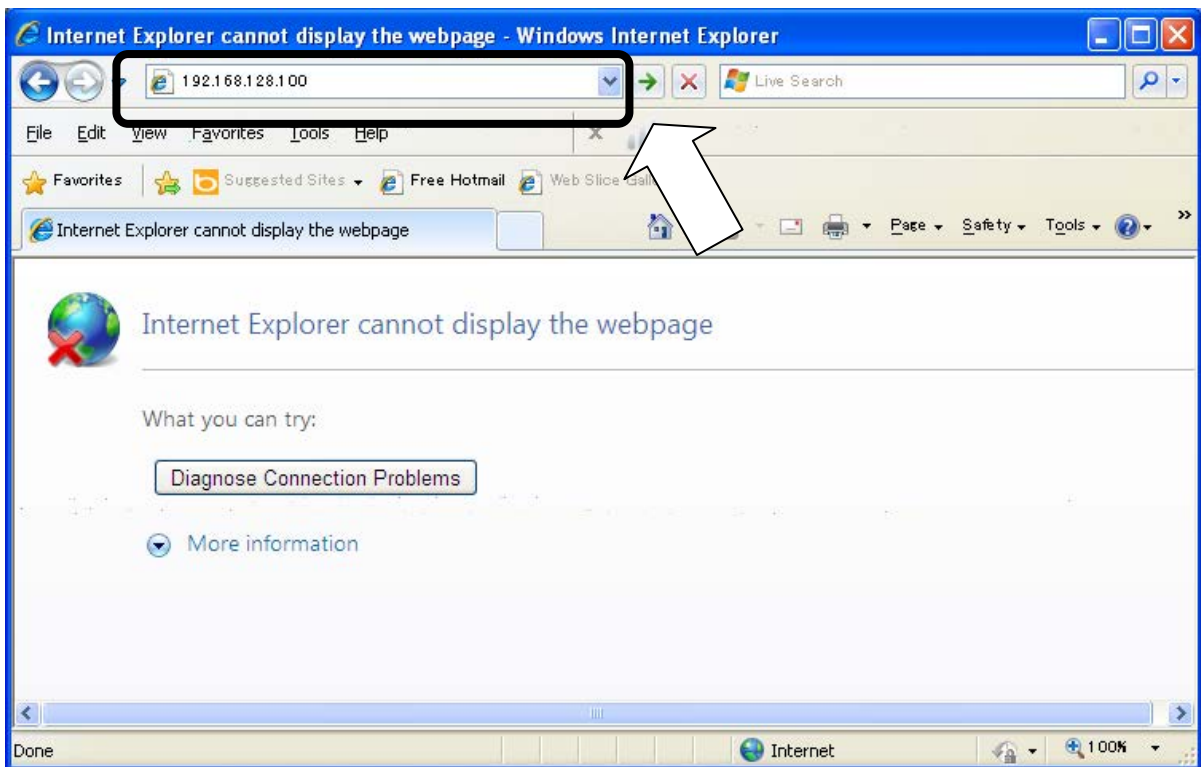 Internet Explorer cannot display the webpage - Windows Internet Explorer
192.168.128.100 Live Search
File Edit View Favorites Tools Help x
Favorites Suggested Sites Free Hotmail Web Slice
Internet Explorer cannot display the webpage Page Safety Tools »
Internet Explorer cannot display the webpage
What you can try:
Diagnose Connection Problems
More information
Done Internet 100%